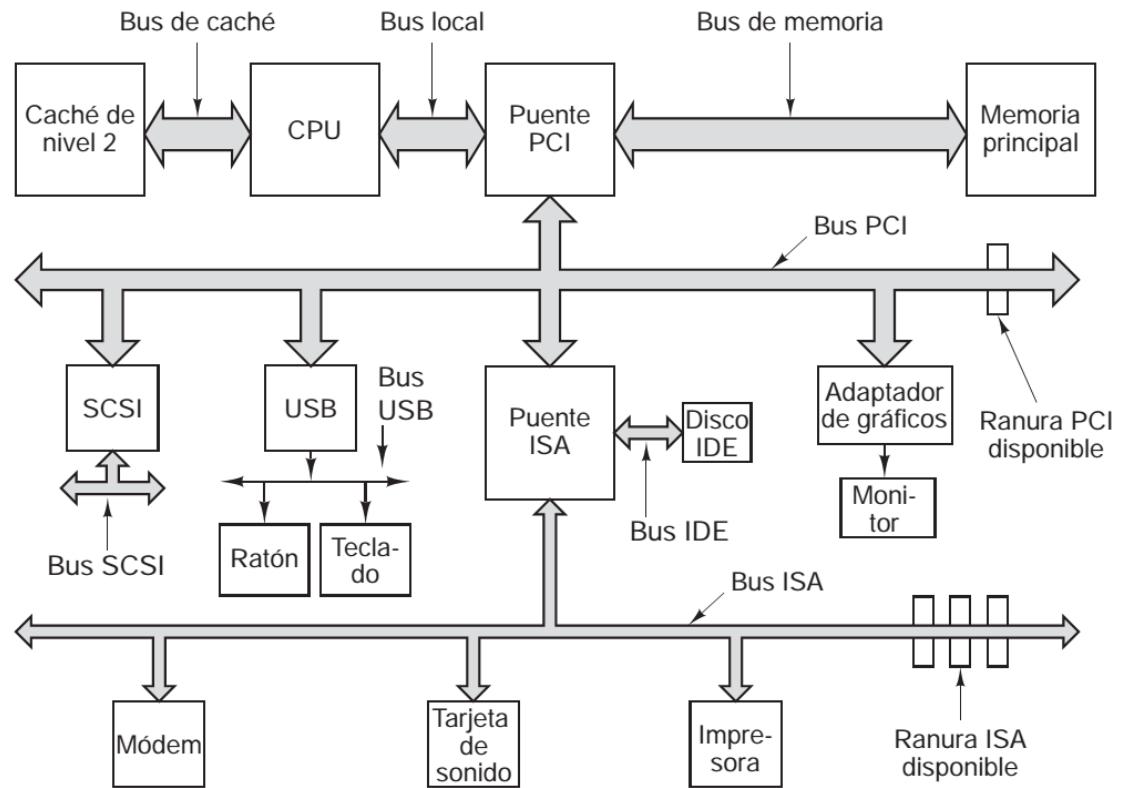 Bus de caché
Bus local
Bus de memoria
Caché de
nivel 2
CPU
Puente
PCI
Memoria
principal
Bus PCI
SCSI
USB
Bus
USB
Puente
ISA
Disco
IDE
Adaptador
de gráficos
Ranura PCI
disponible
Moni-
tor
Bus SCSI
Ratón
Tecla-
do
Bus IDE
Bus ISA
Módem
Tarjeta
de
sonido
Impre-
sora
Ranura ISA
disponible